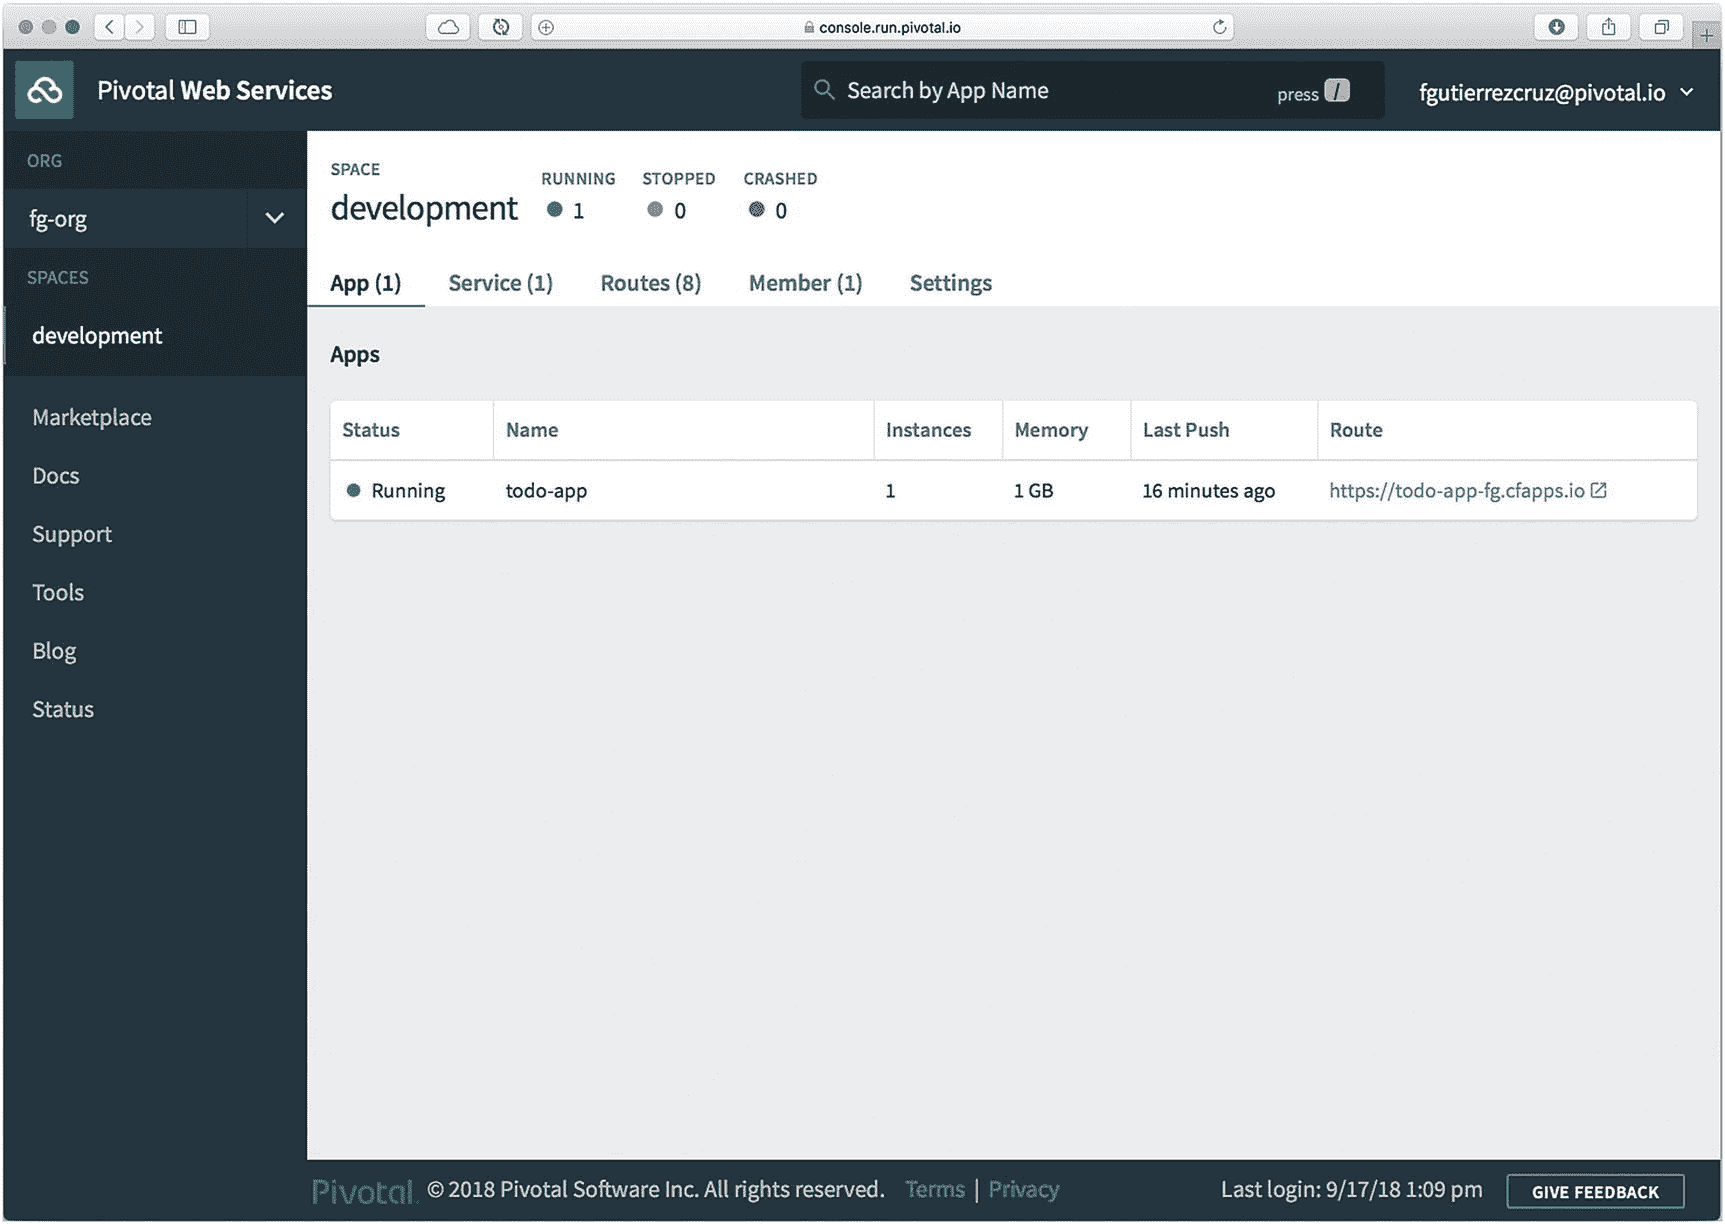 console.run.pivotal.io
Pivotal Web Services
Search by App Name
press /
fgutierrezcruz@pivotal.io
ORG
fg-org
SPACES
development
Marketplace
Docs
Support
Tools
Blog
Status
SPACE
development
RUNNING STOPPED CRASHED
1 0 0
App (1) Service (1) Routes (8) Member (1) Settings
Apps
Status Name Instances Memory Last Push Route
Running todo-app 1 1 GB 16 minutes ago https://todo-app-fg.cfapps.io
Pivotal © 2018 Pivotal Software Inc. All rights reserved. Terms | Privacy Last login: 9/17/18 1:09 pm GIVE FEEDBACK